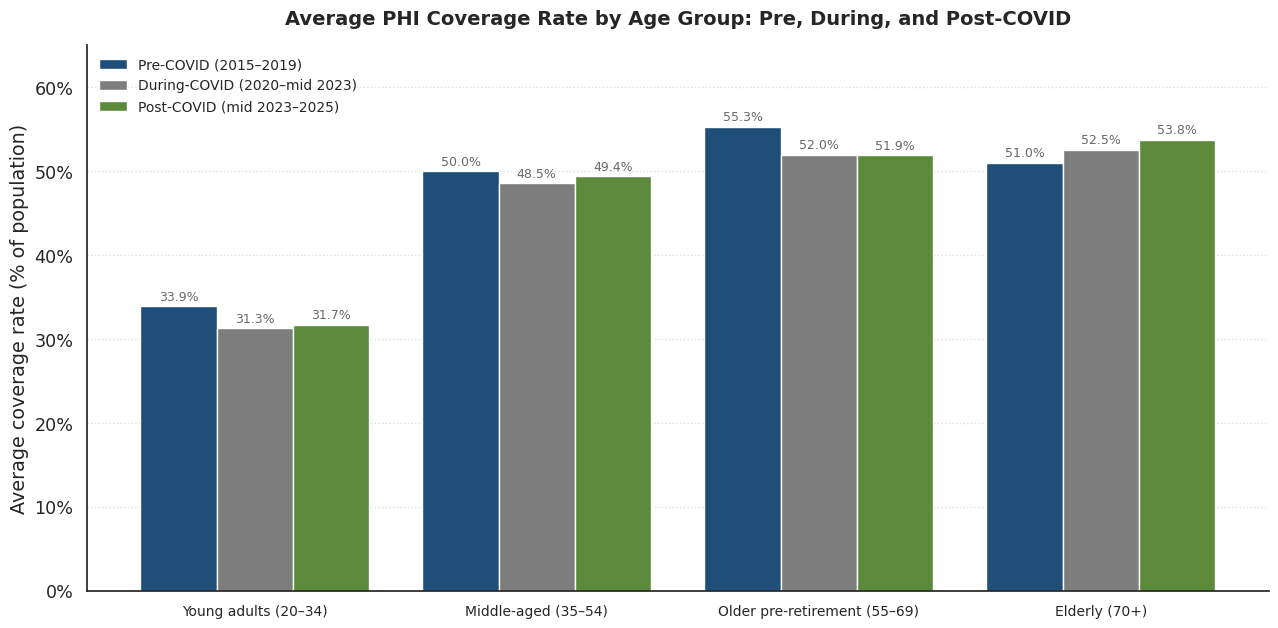 Average PHI Coverage Rate by Age Group: Pre, During, and Post-COVID
Pre-COVID (2015–2019)
During-COVID (2020–mid 2023)
Post-COVID (mid 2023–2025)
Average coverage rate (% of population)
60%
50%
40%
30%
20%
10%
0%
33.9%
31.3%
31.7%
50.0%
48.5%
49.4%
55.3%
52.0%
51.9%
51.0%
52.5%
53.8%
Young adults (20–34)
Middle-aged (35–54)
Older pre-retirement (55–69)
Elderly (70+)